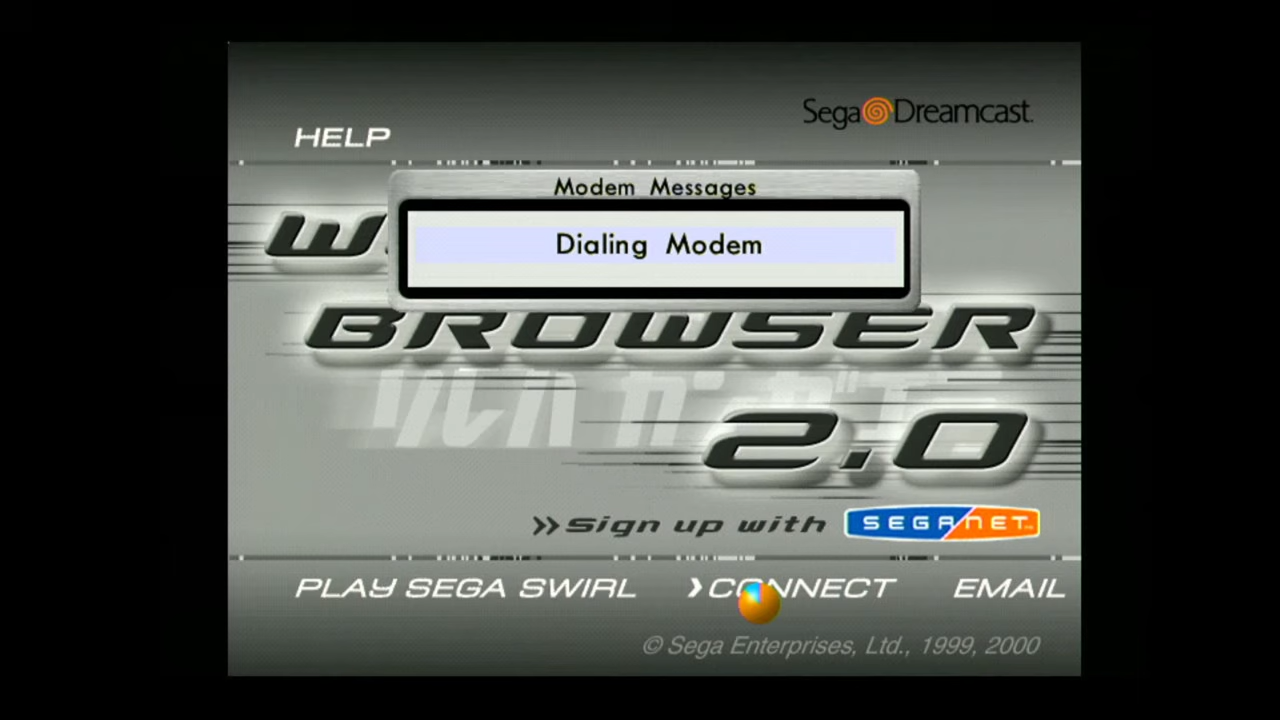 Sega Dreamcast
HELP
Modem Messages
Dialing Modem
BROWSER
2.0
Sign up with SEGANET
PLAY SEGA SWIRL ›CONNECT EMAIL
© Sega Enterprises, Ltd., 1999, 2000